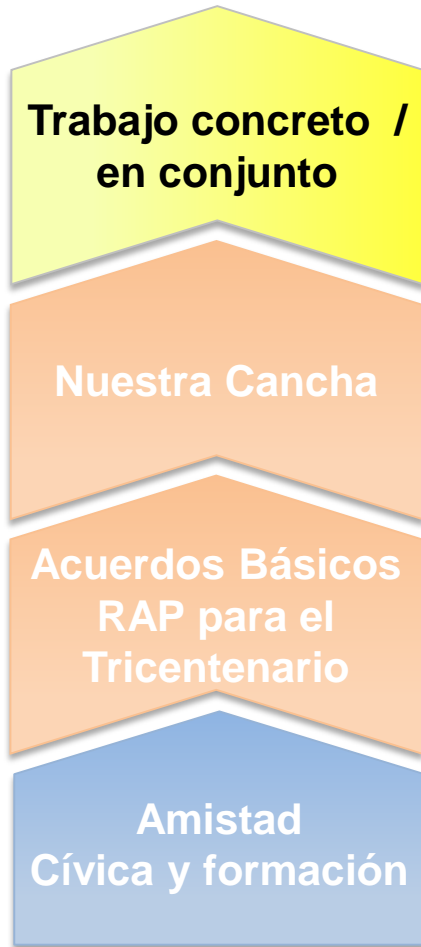 Trabajo concreto /
en conjunto
Nuestra Cancha
Acuerdos Básicos
RAP para el
Tricentenario
Amistad
Cívica y formación